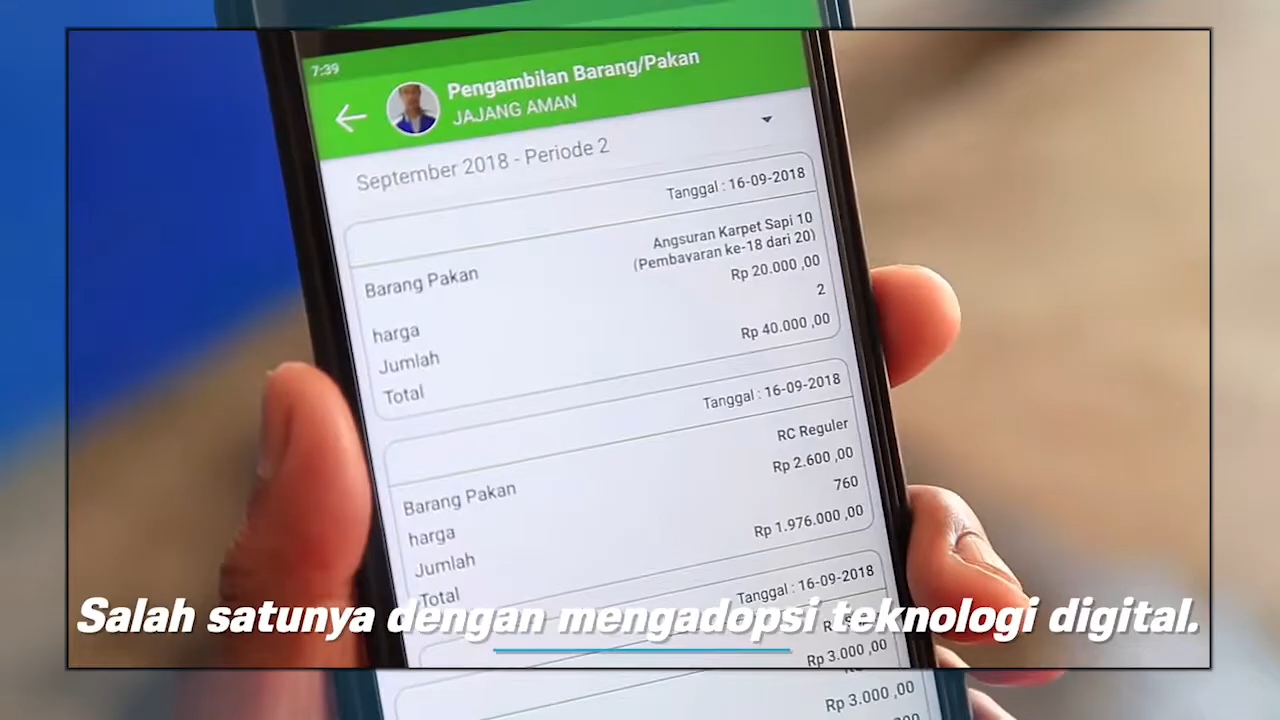 7:39
Pengambilan Barang/Pakan
JAJANG AMAN
September 2018 - Periode 2
Tanggal : 16-09-2018
Barang Pakan
Angsuran Karpet Sapi 10
(Pembayaran ke-18 dari 20)
harga
Rp 20.000 ,00
Jumlah
2
Total
Rp 40.000 ,00
Tanggal : 16-09-2018
Barang Pakan
RC Reguler
harga
Rp 2.600 ,00
Jumlah
760
Total
Rp 1.976.000 ,00
Tanggal : 16-09-2018
Salah satunya dengan mengadopsi teknologi digital.
Rp 3.000 ,00
Rp 3.000 ,00